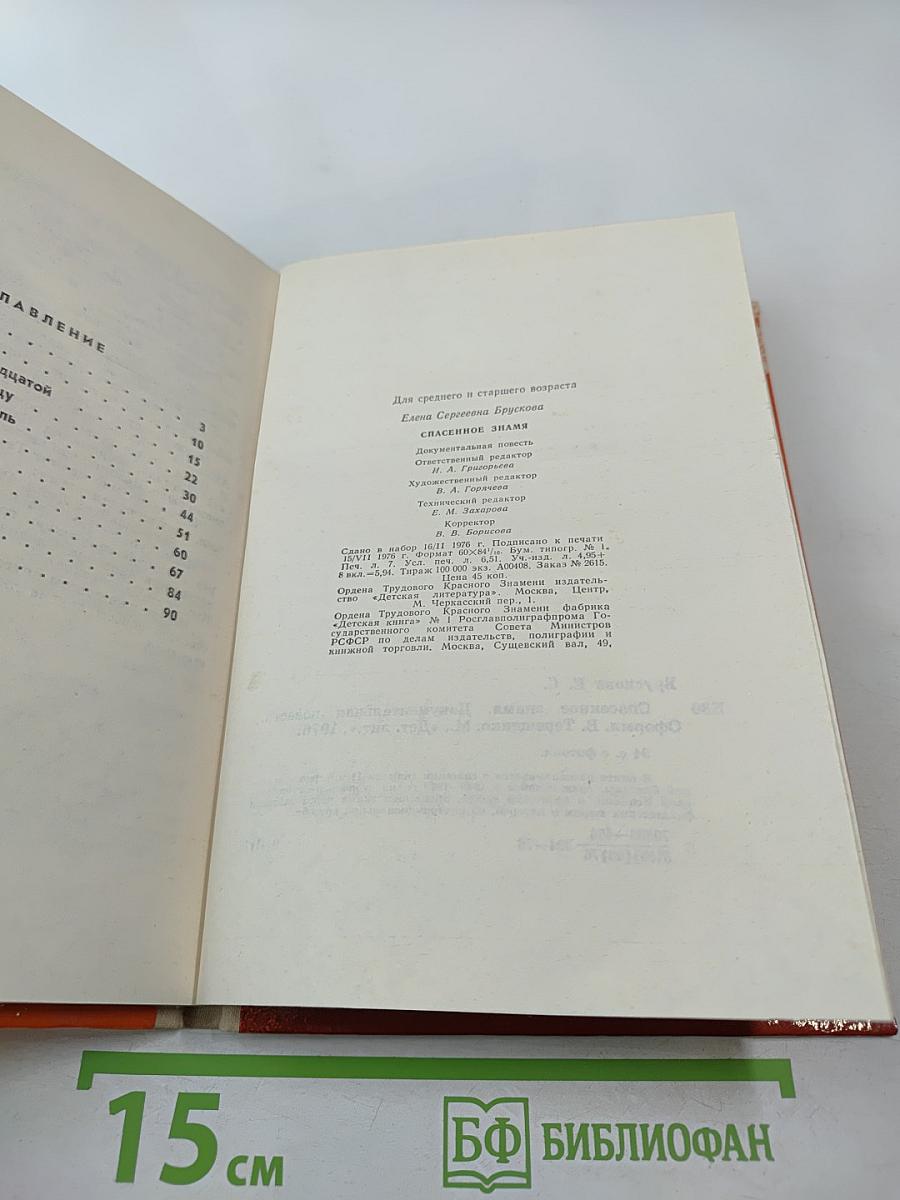 ЛАВЛЕНИЕ
дцатой
цу
ль
3
10
15
22
30
44
51
60
67
84
90
Для среднего и старшего возраста
Елена Сергеевна Брускова
СПАСЕННОЕ ЗНАМЯ
Документальная повесть
Ответственный редактор
И. А. Григорьева
Художественный редактор
В. А. Горячева
Технический редактор
Е. М. Захарова
Корректор
В. В. Борисова
Сдано в набор 16/II 1976 г. Подписано к печати
15/VII 1976 г. Формат 60×84¹/₁₆. Бум. типогр. № 1.
Печ. л. 7. Усл. печ. л. 6,51. Уч.-изд. л. 4,95+
8 вкл.=5,94. Тираж 100 000 экз. А00408. Заказ № 2615.
Цена 45 коп.
Ордена Трудового Красного Знамени издатель-
ство «Детская литература». Москва, Центр,
М. Черкасский пер., 1.
Ордена Трудового Красного Знамени фабрика
«Детская книга» № 1 Росглавполиграфпрома Го-
сударственного комитета Совета Министров
РСФСР по делам издательств, полиграфии и
книжной торговли. Москва, Сущевский вал, 49.
15 см
БФ БИБЛИОФАН